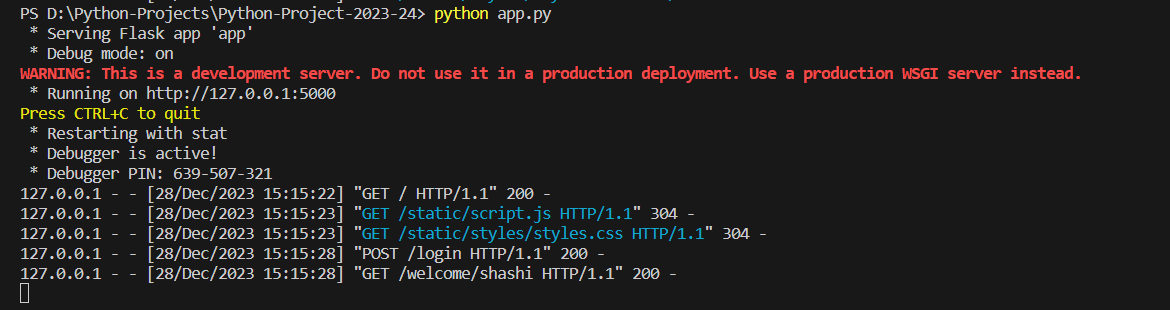 PS D:\Python-Projects\Python-Project-2023-24> python app.py
 * Serving Flask app 'app'
 * Debug mode: on
WARNING: This is a development server. Do not use it in a production deployment. Use a production WSGI server instead.
 * Running on http://127.0.0.1:5000
Press CTRL+C to quit
 * Restarting with stat
 * Debugger is active!
 * Debugger PIN: 639-507-321
127.0.0.1 - - [28/Dec/2023 15:15:22] "GET / HTTP/1.1" 200 -
127.0.0.1 - - [28/Dec/2023 15:15:23] "GET /static/script.js HTTP/1.1" 304 -
127.0.0.1 - - [28/Dec/2023 15:15:23] "GET /static/styles/styles.css HTTP/1.1" 304 -
127.0.0.1 - - [28/Dec/2023 15:15:28] "POST /login HTTP/1.1" 200 -
127.0.0.1 - - [28/Dec/2023 15:15:28] "GET /welcome/shashi HTTP/1.1" 200 -